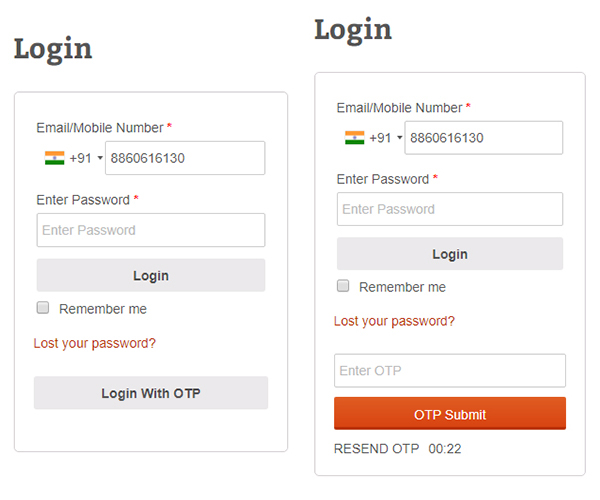 Login
Email/Mobile Number *
+91 8860616130
Enter Password *
Enter Password
Login
Remember me
Lost your password?
Login With OTP
Login
Email/Mobile Number *
+91 8860616130
Enter Password *
Enter Password
Login
Remember me
Lost your password?
Enter OTP
OTP Submit
RESEND OTP 00:22